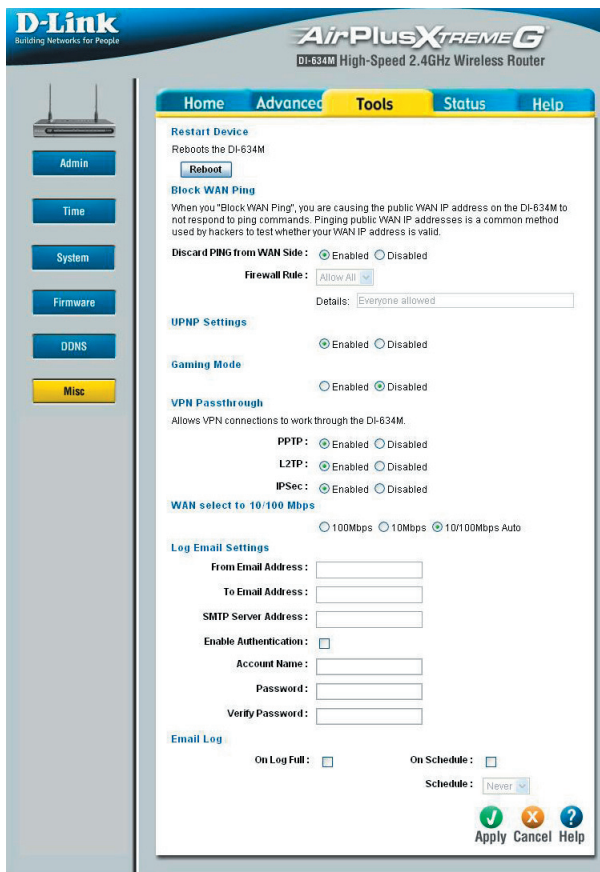 D-Link
Building Networks for People
AirPlus XTREME G
DI-634M High-Speed 2.4GHz Wireless Router
Home Advanced Tools Status Help
Admin
Time
System
Firmware
DDNS
Misc
Restart Device
Reboots the DI-634M
Reboot
Block WAN Ping
When you "Block WAN Ping", you are causing the public WAN IP address on the DI-634M to
not respond to ping commands. Pinging public WAN IP addresses is a common method
used by hackers to test whether your WAN IP address is valid.
Discard PING from WAN Side : Enabled Disabled
Firewall Rule : Allow All
Details: Everyone allowed
UPNP Settings
Enabled Disabled
Gaming Mode
Enabled Disabled
VPN Passthrough
Allows VPN connections to work through the DI-634M.
PPTP : Enabled Disabled
L2TP : Enabled Disabled
IPSec : Enabled Disabled
WAN select to 10/100 Mbps
100Mbps 10Mbps 10/100Mbps Auto
Log Email Settings
From Email Address :
To Email Address :
SMTP Server Address :
Enable Authentication :
Account Name :
Password :
Verify Password :
Email Log
On Log Full : On Schedule :
Schedule : Never
Apply Cancel Help